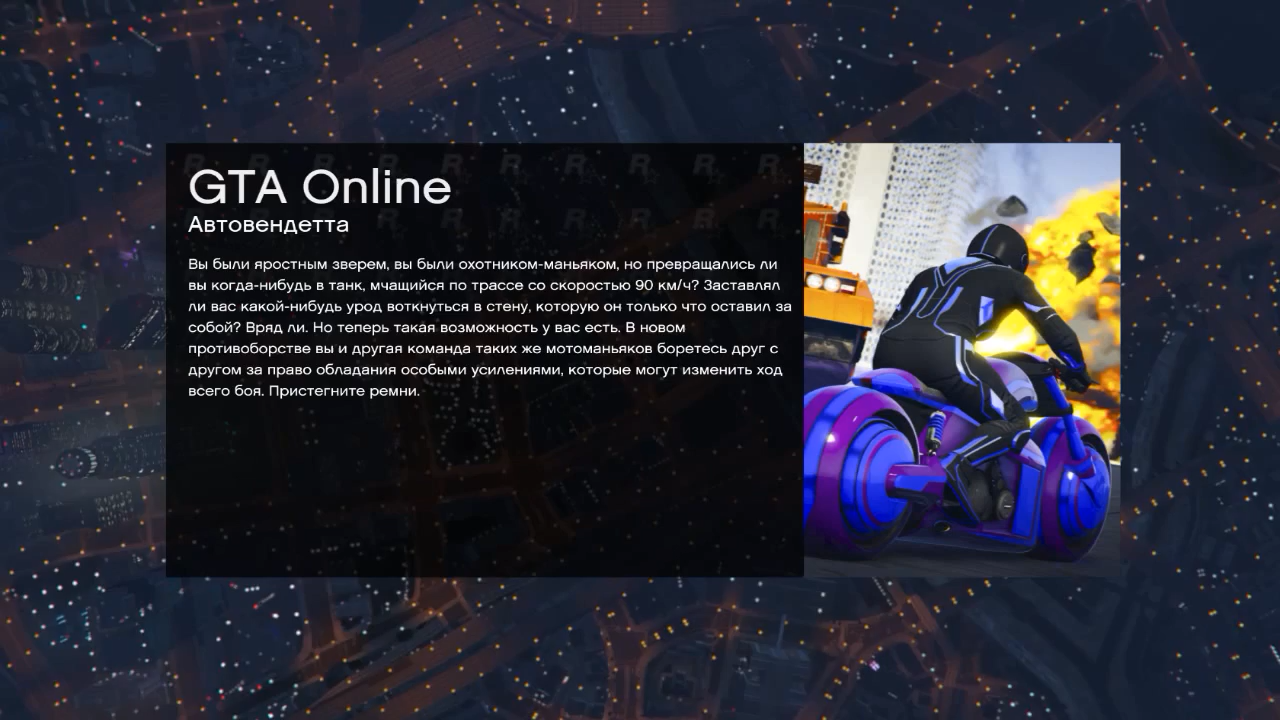 GTA Online
Автовендетта
Вы были яростным зверем, вы были охотником-маньяком, но превращались ли
вы когда-нибудь в танк, мчащийся по трассе со скоростью 90 км/ч? Заставлял
ли вас какой-нибудь урод воткнуться в стену, которую он только что оставил за
собой? Вряд ли. Но теперь такая возможность у вас есть. В новом
противоборстве вы и другая команда таких же мотоманьяков боретесь друг с
другом за право обладания особыми усилениями, которые могут изменить ход
всего боя. Пристегните ремни.